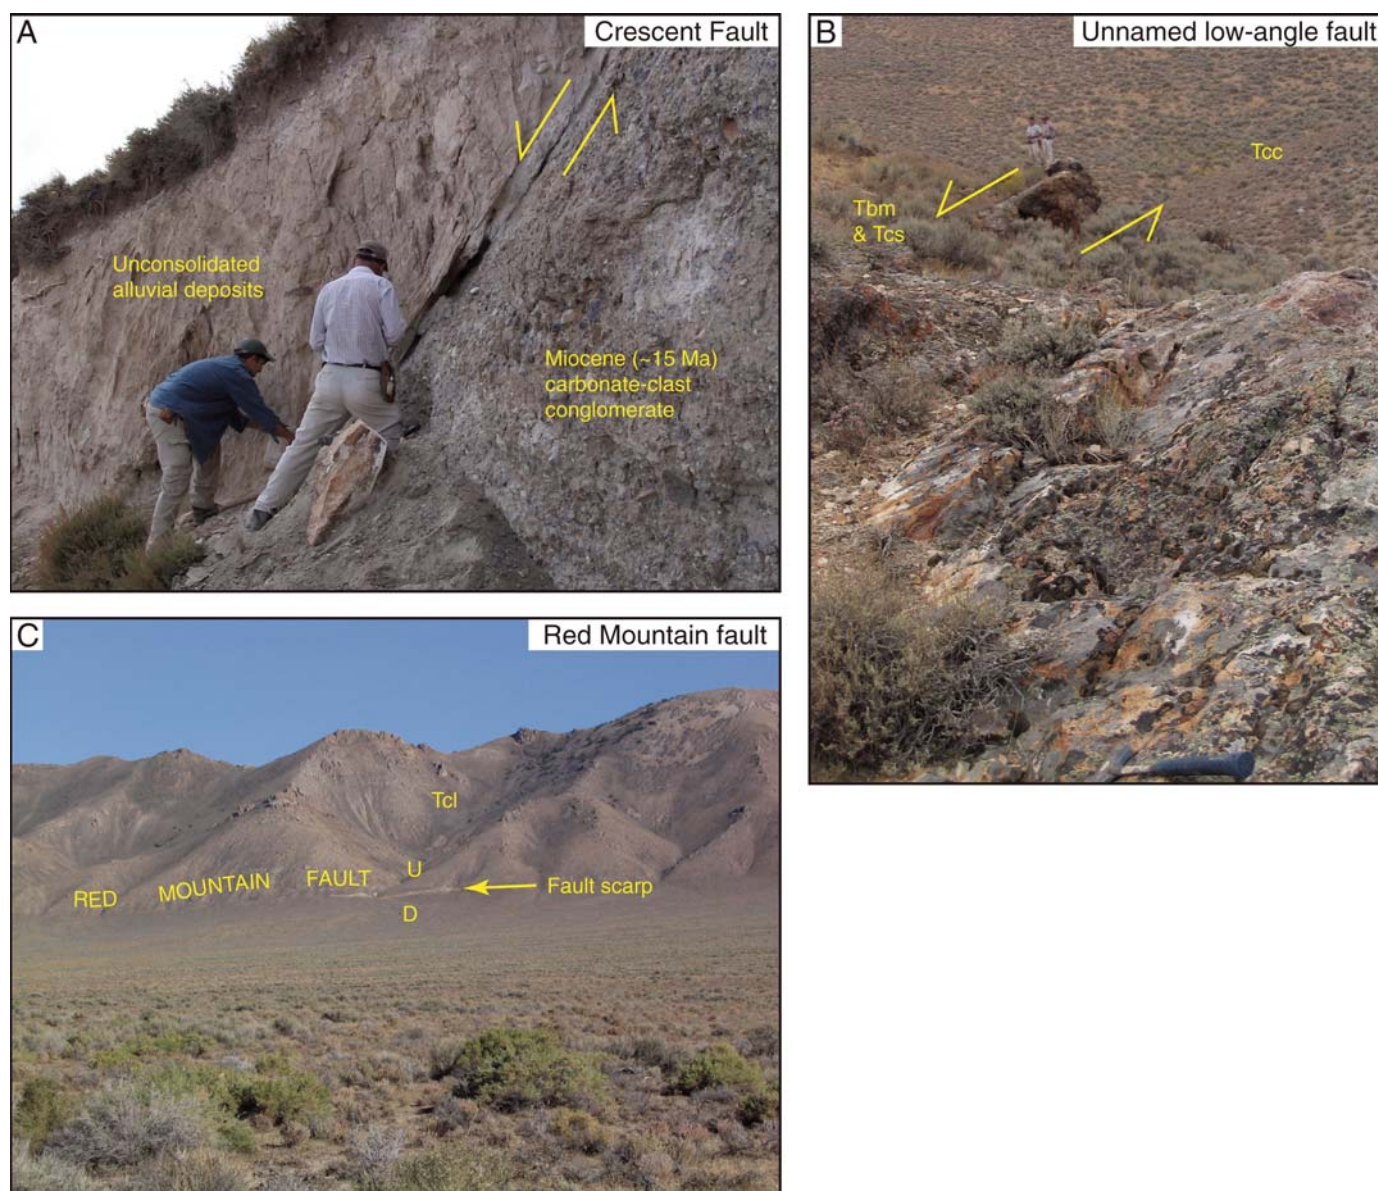 A
Crescent Fault
Unconsolidated
alluvial deposits
Miocene (~15 Ma)
carbonate-clast
conglomerate
B
Unnamed low-angle fault
Tcc
Tbm
& Tcs
C
Red Mountain fault
Tcl
U
RED MOUNTAIN FAULT
Fault scarp
D